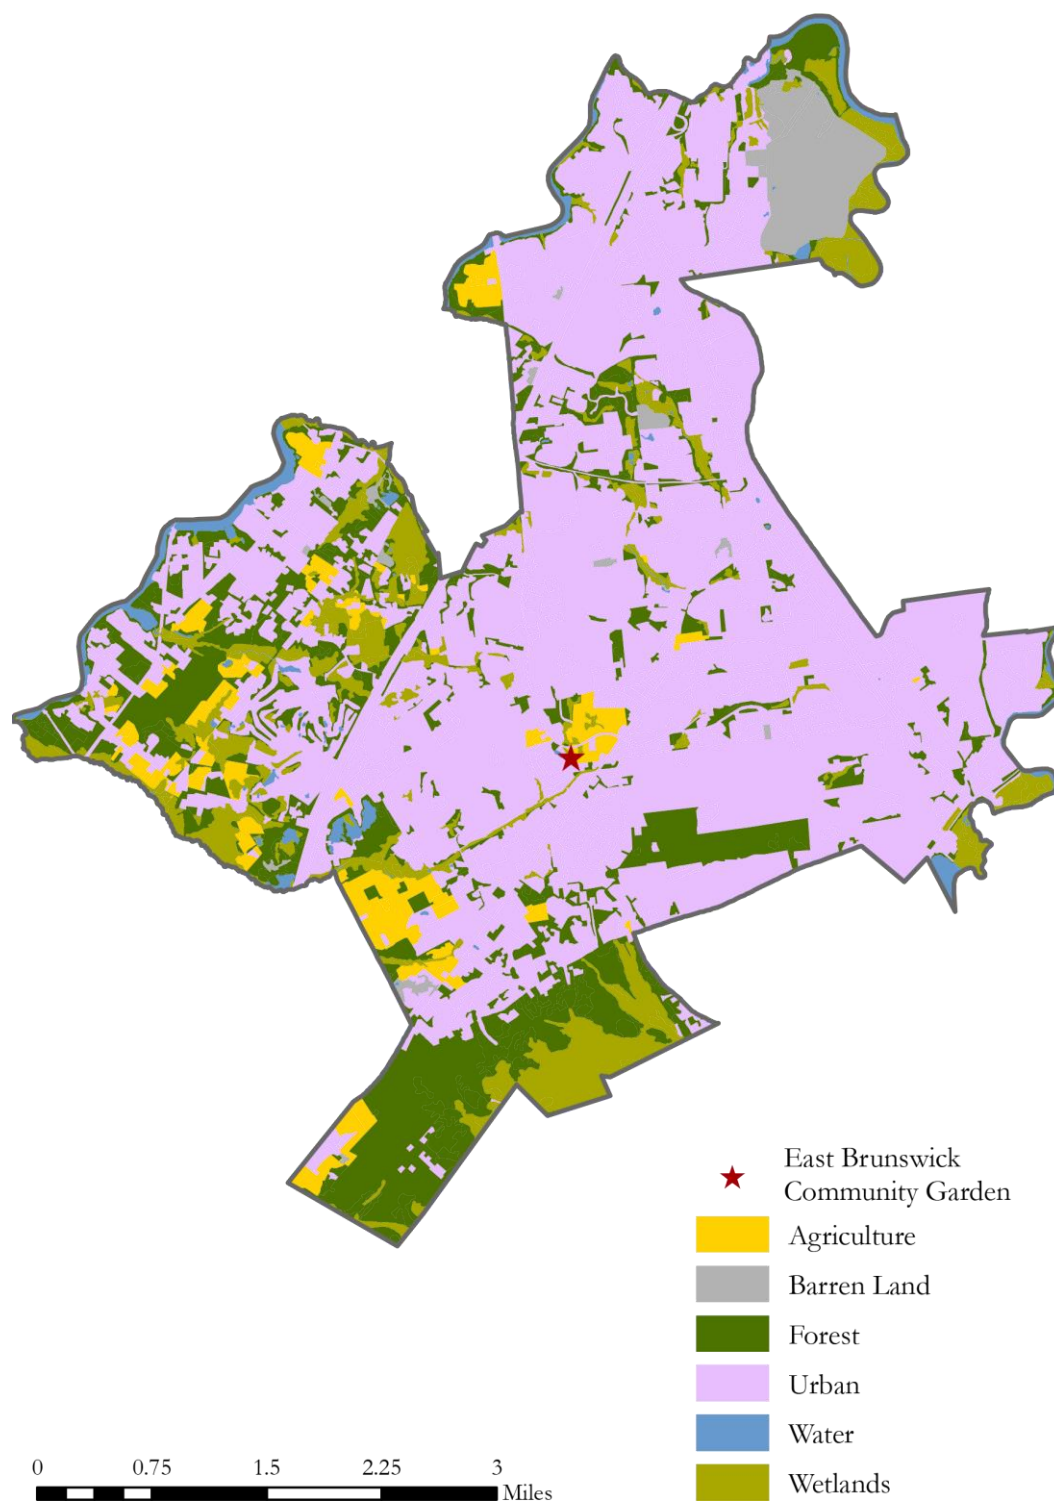 East Brunswick
Community Garden
Agriculture
Barren Land
Forest
Urban
Water
Wetlands
0 0.75 1.5 2.25 3
Miles